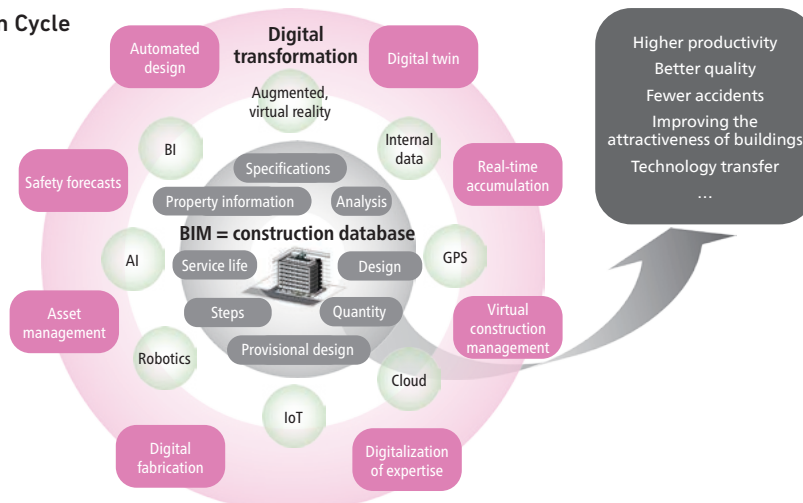 n Cycle
Digital
transformation
Automated
design
Digital twin
Augmented,
virtual reality
BI
Internal
data
Safety forecasts
Real-time
accumulation
Specifications
Property information
Analysis
BIM = construction database
AI
Service life
Design
GPS
Steps
Quantity
Asset
management
Virtual
construction
management
Provisional design
Robotics
Cloud
IoT
Digital
fabrication
Digitalization
of expertise
Higher productivity
Better quality
Fewer accidents
Improving the
attractiveness of buildings
Technology transfer
…